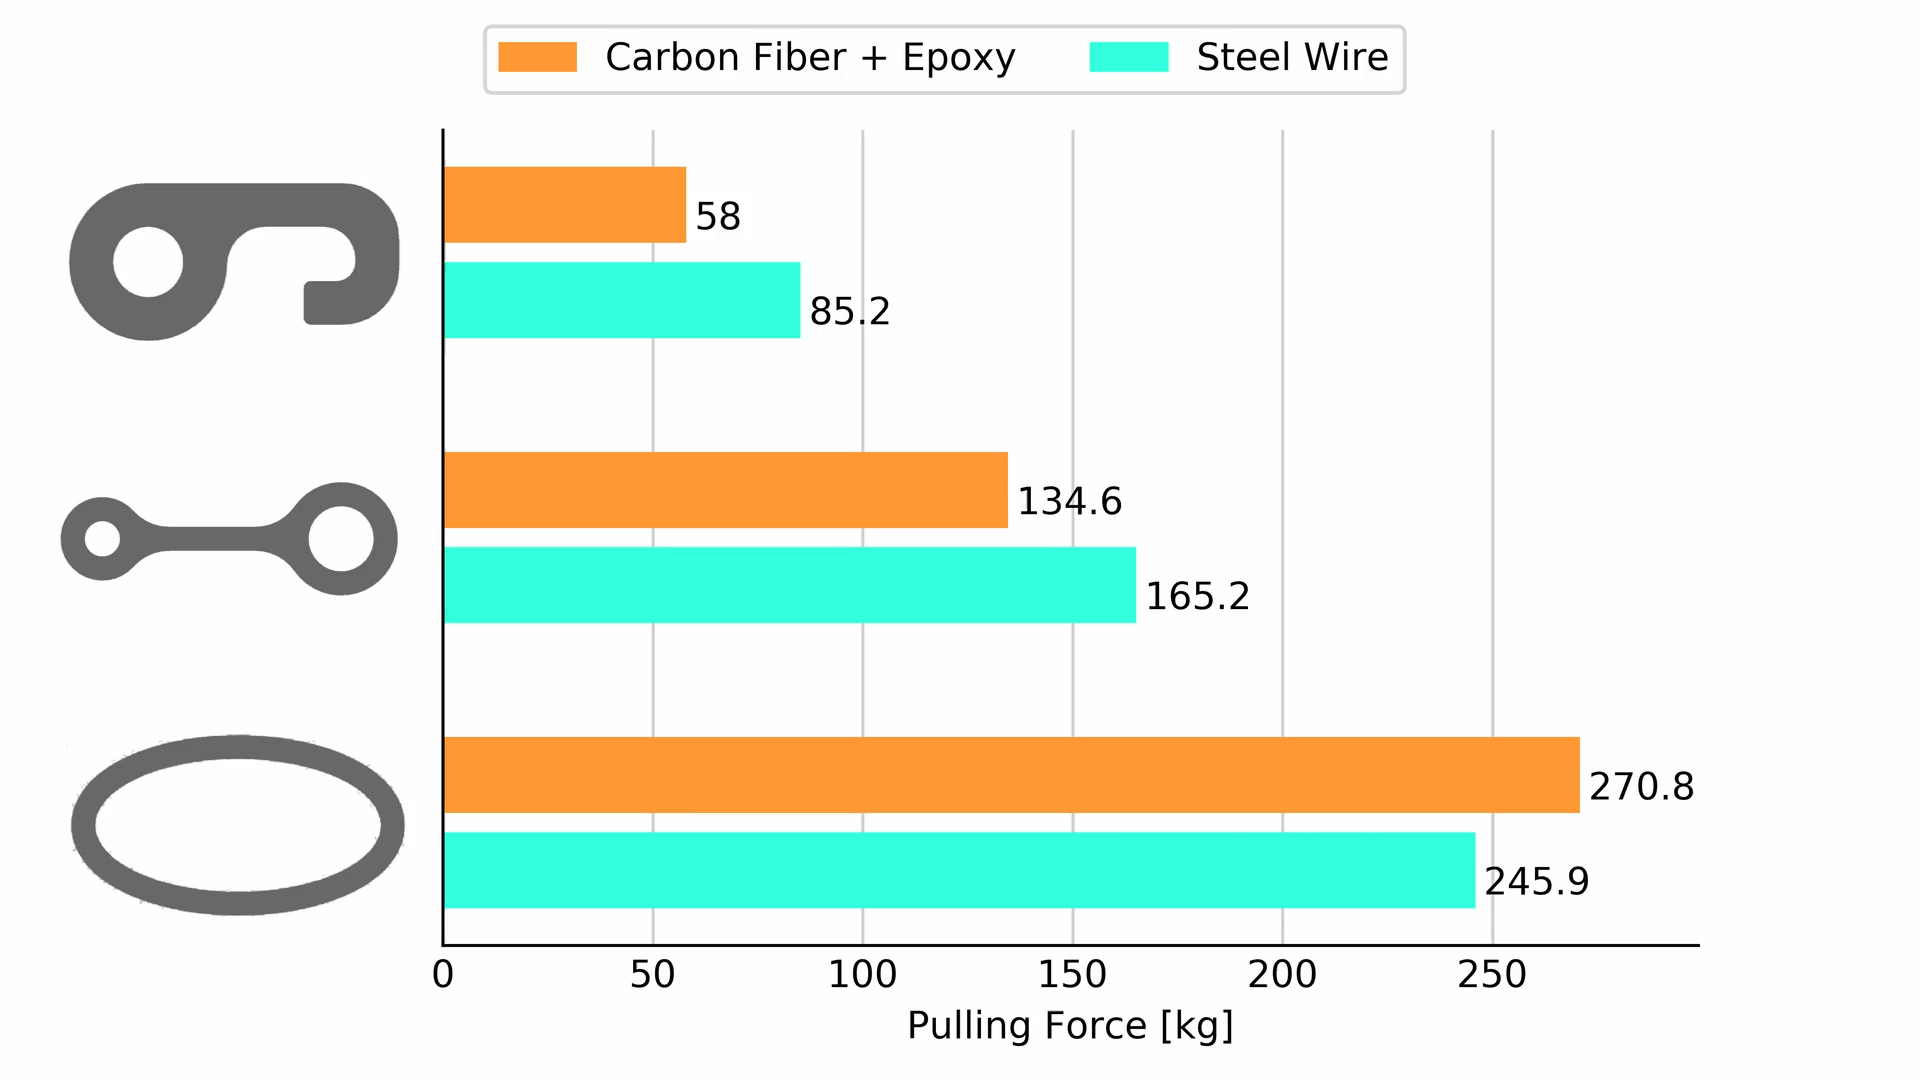 Carbon Fiber + Epoxy Steel Wire
58
85.2
134.6
165.2
270.8
245.9
0 50 100 150 200 250
Pulling Force [kg]